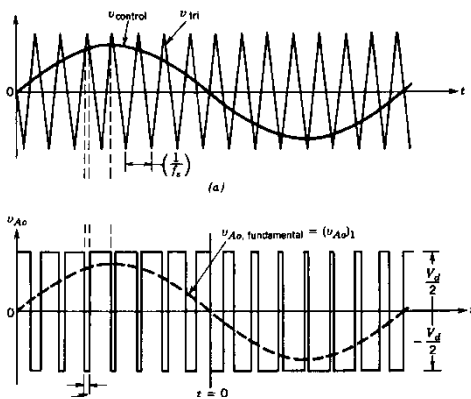 v_control
v_tri
0
t
(1/f_s)
(a)
v_Ao
v_Ao, fundamental = (v_Ao)_1
V_d/2
0
-V_d/2
t = 0